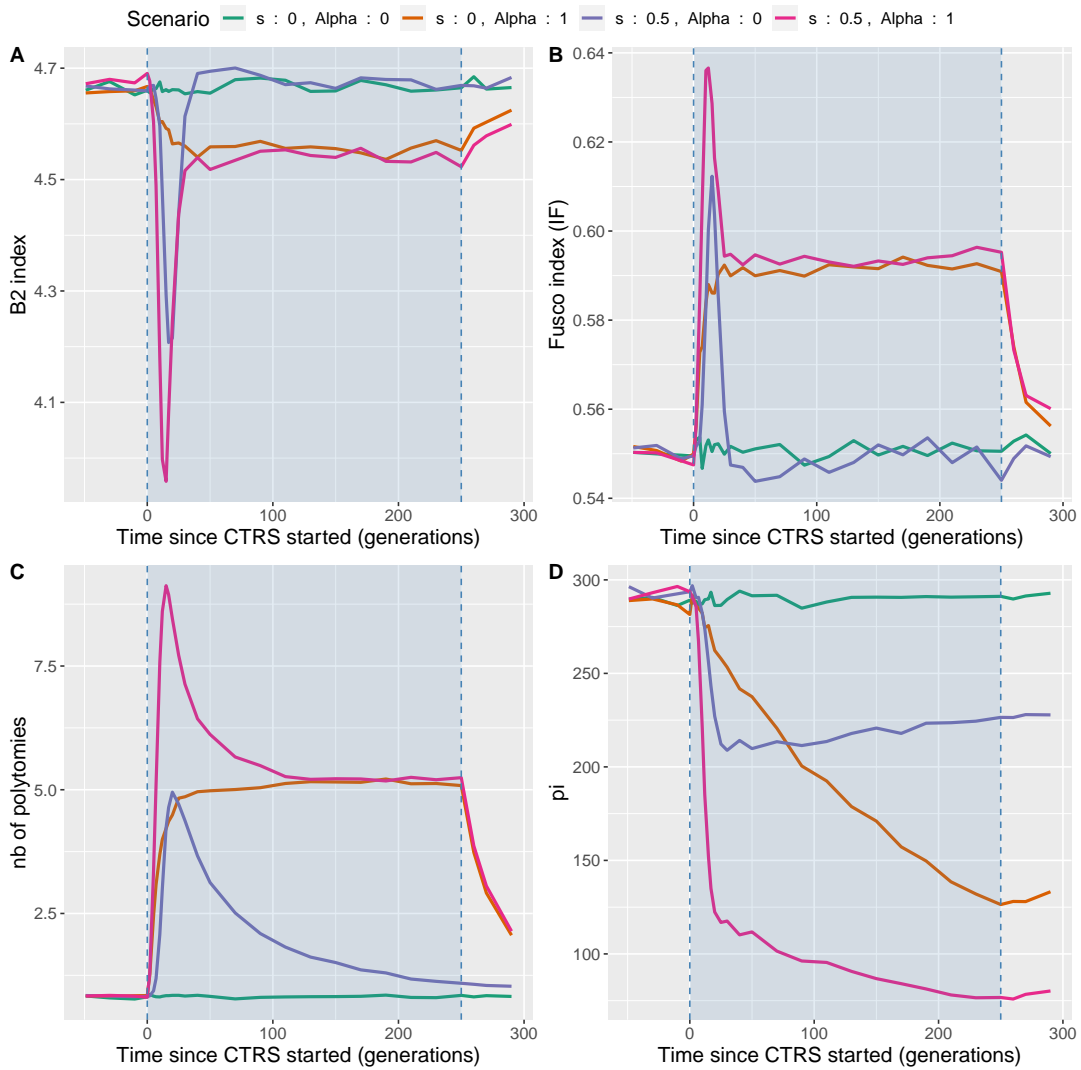 Scenario s : 0 , Alpha : 0 s : 0 , Alpha : 1 s : 0.5 , Alpha : 0 s : 0.5 , Alpha : 1
A
B2 index
4.7
4.5
4.3
4.1
0 100 200 300
Time since CTRS started (generations)
B
Fusco index (IF)
0.64
0.62
0.60
0.58
0.56
0.54
0 100 200 300
Time since CTRS started (generations)
C
nb of polytomies
7.5
5.0
2.5
0 100 200 300
Time since CTRS started (generations)
D
pi
300
250
200
150
100
0 100 200 300
Time since CTRS started (generations)